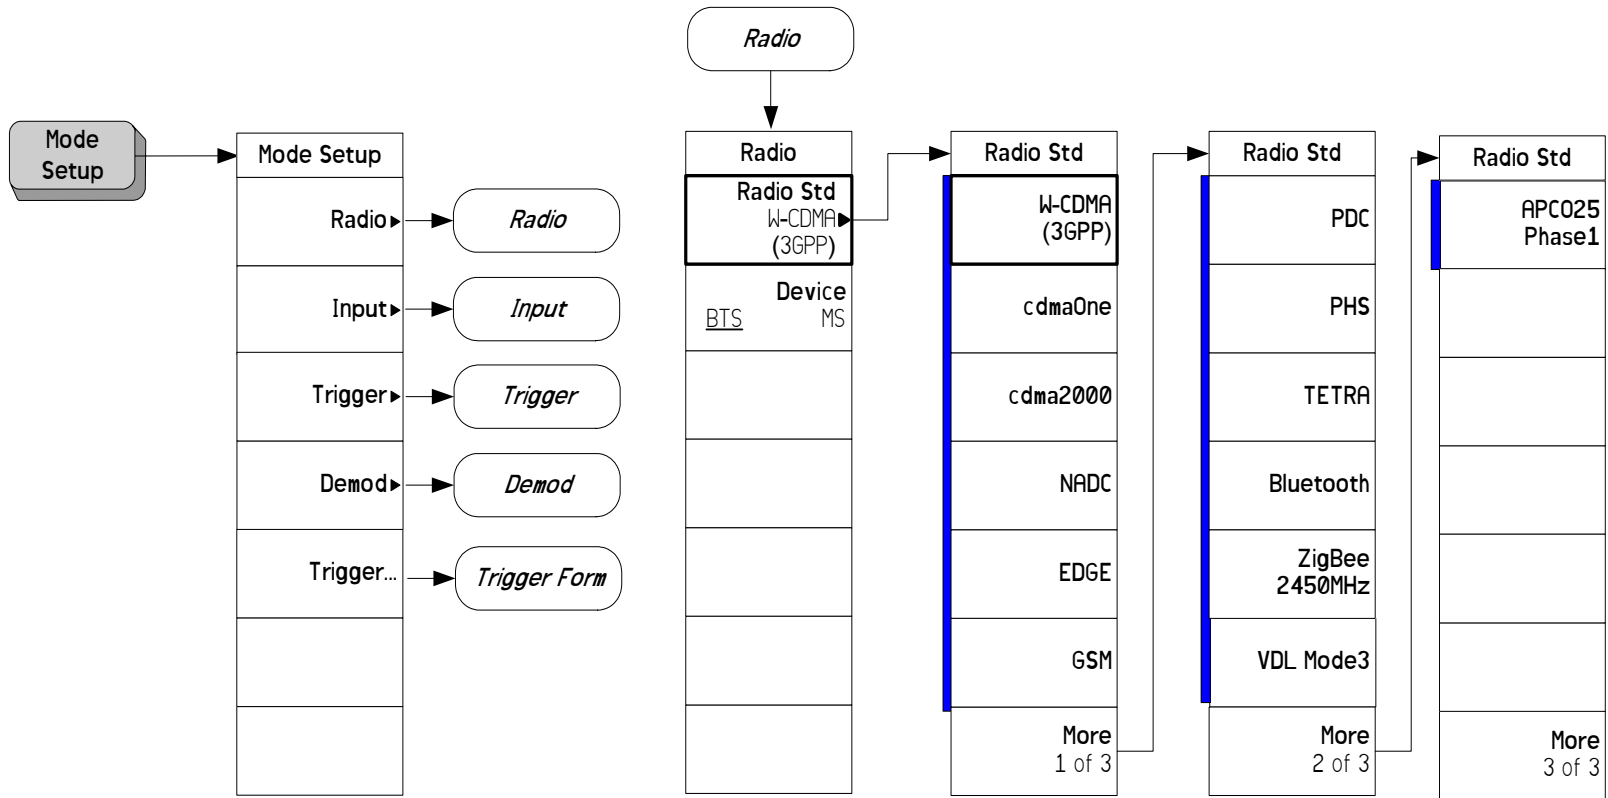 Mode
Setup
Mode Setup
Radio
Radio
Input
Input
Trigger
Trigger
Demod
Demod
Trigger...
Trigger Form
Radio
Radio
Radio Std
W-CDMA
(3GPP)
Device
BTS MS
Radio Std
W-CDMA
(3GPP)
cdmaOne
cdma2000
NADC
EDGE
GSM
More
1 of 3
Radio Std
PDC
PHS
TETRA
Bluetooth
ZigBee
2450MHz
VDL Mode3
More
2 of 3
Radio Std
APCO25
Phase1
More
3 of 3